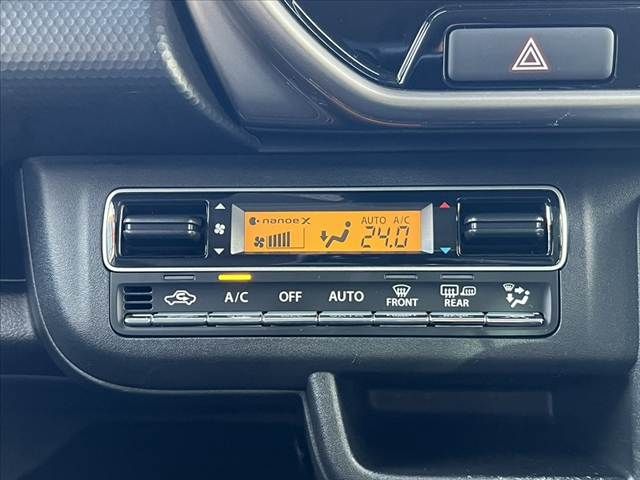 nanoe X
AUTO A/C
24.0
A/C OFF AUTO FRONT REAR